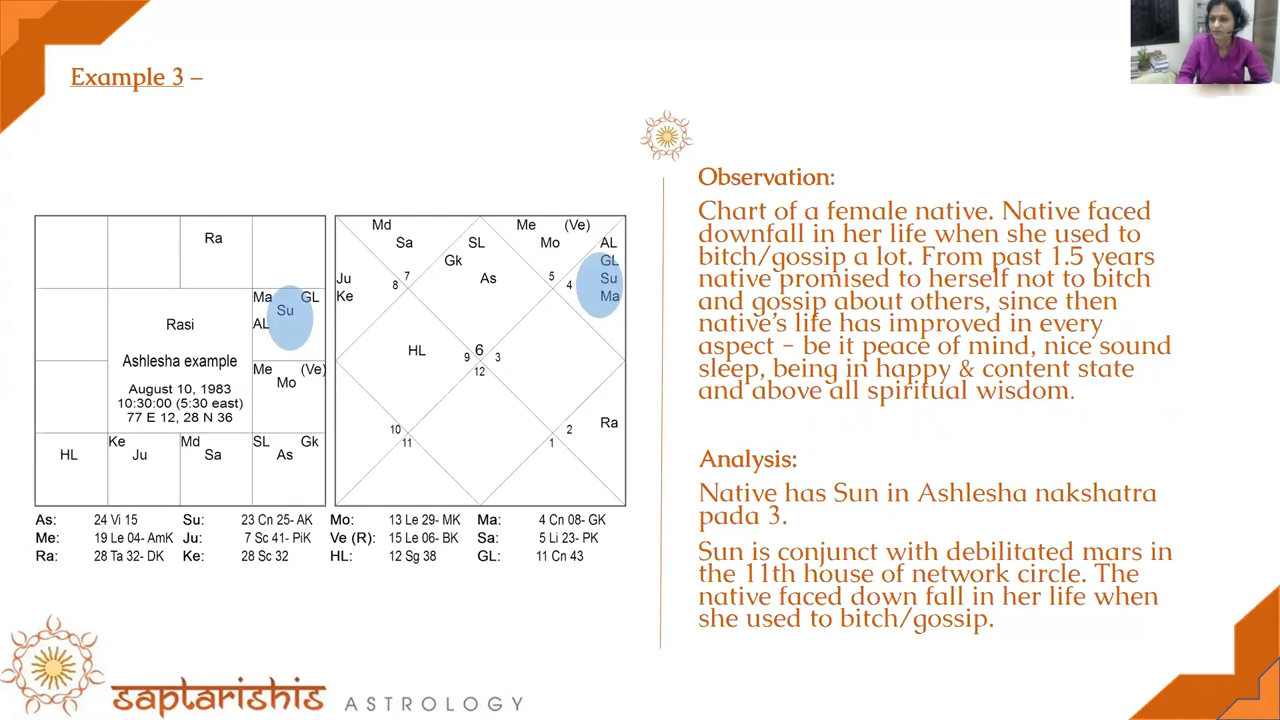 Example 3 –
Ra
Ma GL
Su
AL
Rasi
Ashlesha example
August 10, 1983
10:30:00 (5:30 east)
77 E 12, 28 N 36
Me (Ve)
Mo
HL
Ke
Ju
Md
Sa
SL Gk
As
Md
Sa
SL
Gk
As
Me (Ve)
Mo
AL
GL
Su
Ma
Ju
Ke
7
8
5
4
HL
9 6 3
12
10
11
2
1
Ra
As: 24 Vi 15 Su: 23 Cn 25- AK Mo: 13 Le 29- MK Ma: 4 Cn 08- GK
Me: 19 Le 04- AmK Ju: 7 Sc 41- PiK Ve (R): 15 Le 06- BK Sa: 5 Li 23- PK
Ra: 28 Ta 32- DK Ke: 28 Sc 32 HL: 12 Sg 38 GL: 11 Cn 43
Observation:
Chart of a female native. Native faced
downfall in her life when she used to
bitch/gossip a lot. From past 1.5 years
native promised to herself not to bitch
and gossip about others, since then
native's life has improved in every
aspect – be it peace of mind, nice sound
sleep, being in happy & content state
and above all spiritual wisdom.
Analysis:
Native has Sun in Ashlesha nakshatra
pada 3.
Sun is conjunct with debilitated mars in
the 11th house of network circle. The
native faced down fall in her life when
she used to bitch/gossip.
saptarishis ASTROLOGY